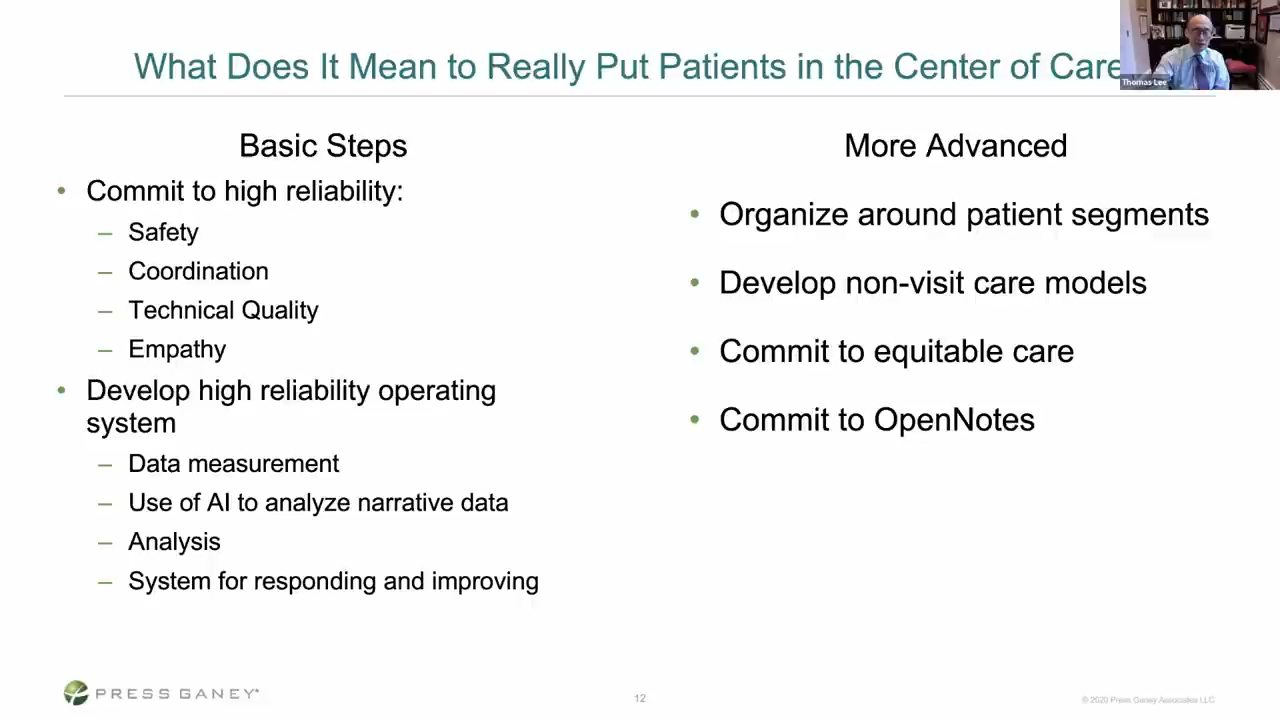 What Does It Mean to Really Put Patients in the Center of Care
Thomas Lee
Basic Steps
• Commit to high reliability:
– Safety
– Coordination
– Technical Quality
– Empathy
• Develop high reliability operating
system
– Data measurement
– Use of AI to analyze narrative data
– Analysis
– System for responding and improving
More Advanced
• Organize around patient segments
• Develop non-visit care models
• Commit to equitable care
• Commit to OpenNotes
PRESS GANEY
12
© 2020 Press Ganey Associates LLC